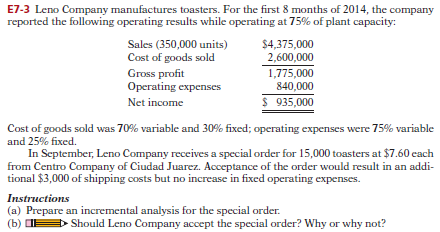 E7-3 Leno Company manufactures toasters. For the first 8 months of 2014, the company
reported the following operating results while operating at 75% of plant capacity:
Sales (350,000 units) $4,375,000
Cost of goods sold 2,600,000
Gross profit 1,775,000
Operating expenses 840,000
Net income $ 935,000
Cost of goods sold was 70% variable and 30% fixed; operating expenses were 75% variable
and 25% fixed.
In September, Leno Company receives a special order for 15,000 toasters at $7.60 each
from Centro Company of Ciudad Juarez. Acceptance of the order would result in an addi-
tional $3,000 of shipping costs but no increase in fixed operating expenses.
Instructions
(a) Prepare an incremental analysis for the special order.
(b) Should Leno Company accept the special order? Why or why not?